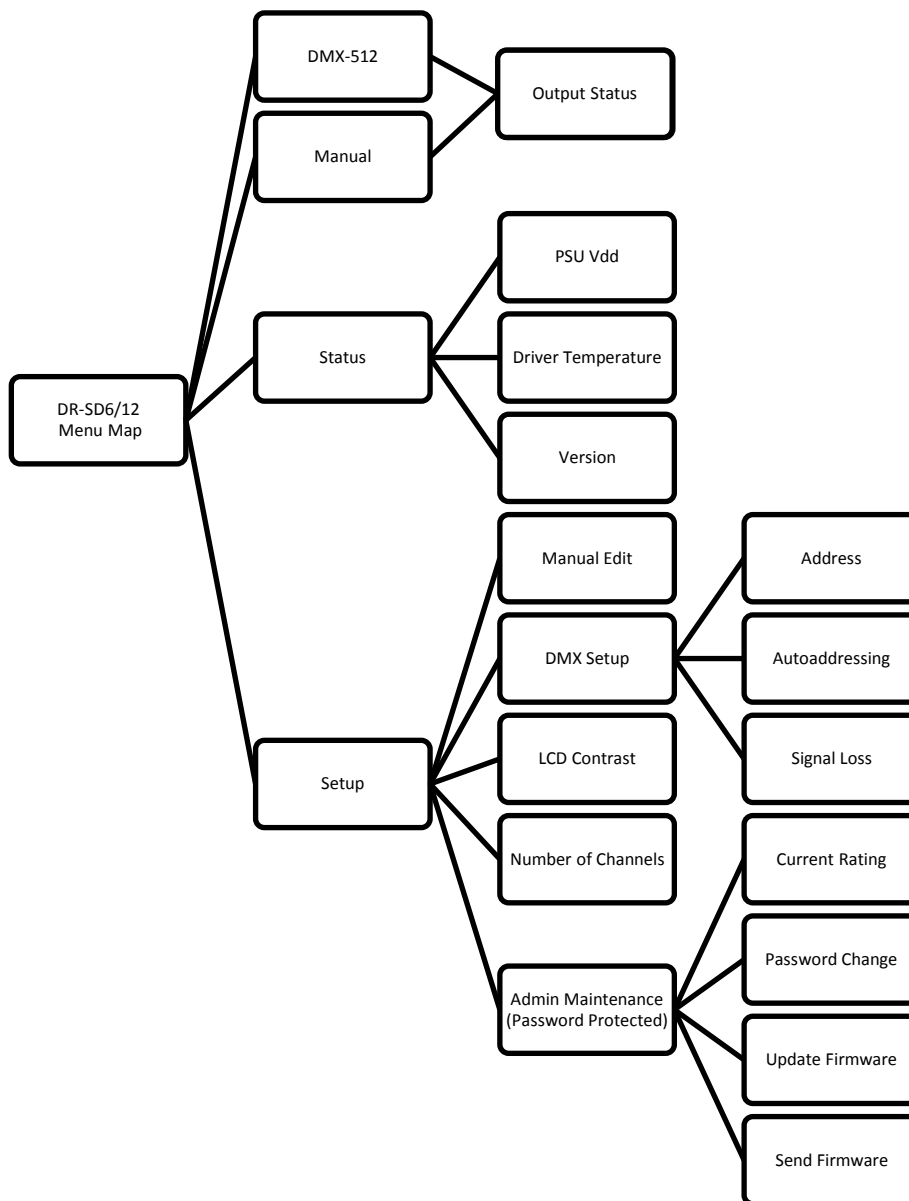 DMX-512
Output Status
Manual
PSU Vdd
Status
Driver Temperature
DR-SD6/12
Menu Map
Version
Manual Edit
Address
DMX Setup
Autoaddressing
Setup
LCD Contrast
Signal Loss
Number of Channels
Current Rating
Admin Maintenance
(Password Protected)
Password Change
Update Firmware
Send Firmware